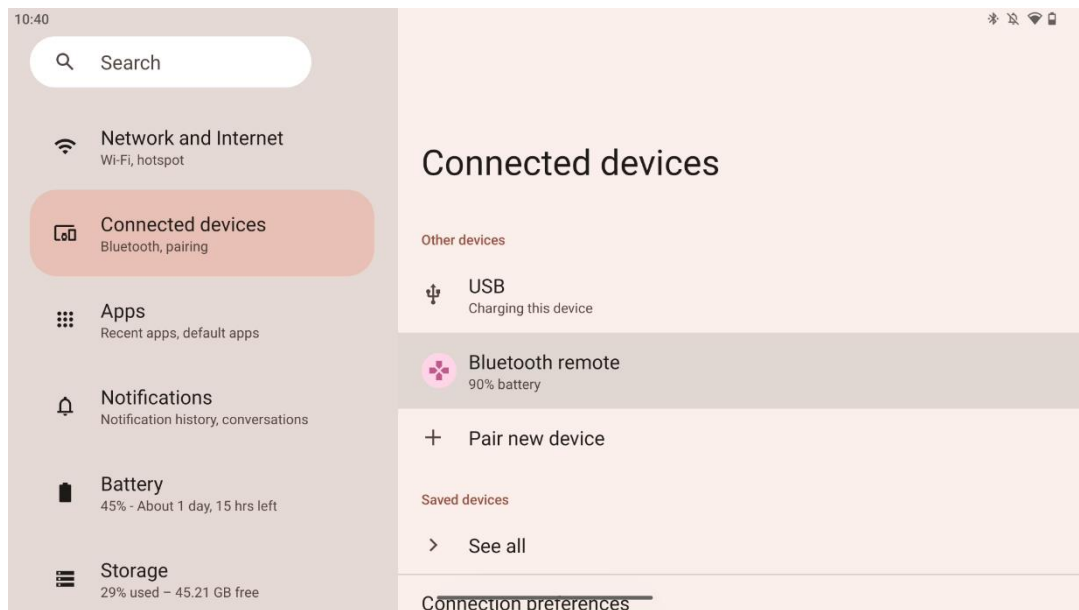 10:40
Search
Network and Internet
Wi-Fi, hotspot
Connected devices
Bluetooth, pairing
Apps
Recent apps, default apps
Notifications
Notification history, conversations
Battery
45% - About 1 day, 15 hrs left
Storage
29% used – 45.21 GB free
Connected devices
Other devices
USB
Charging this device
Bluetooth remote
90% battery
Pair new device
Saved devices
See all
Connection preferences